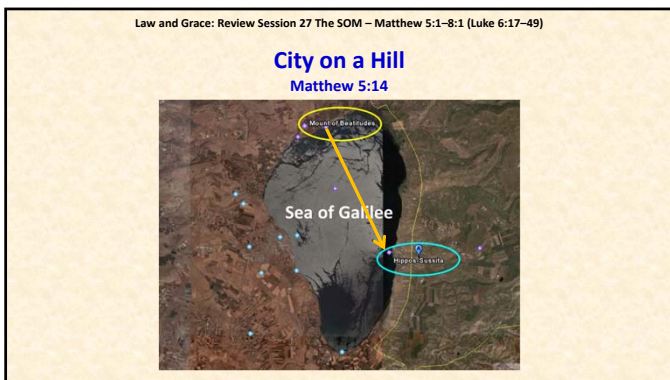 Law and Grace: Review Session 27 The SOM – Matthew 5:1–8:1 (Luke 6:17–49)
City on a Hill
Matthew 5:14
Mount of Beatitudes
Sea of Galilee
Hippos-Sussita